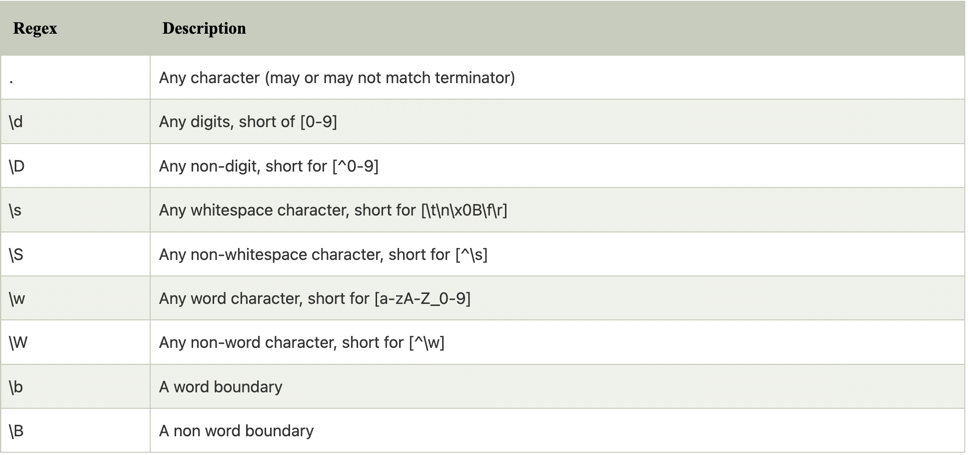 Regex Description
. Any character (may or may not match terminator)
\d Any digits, short of [0-9]
\D Any non-digit, short for [^0-9]
\s Any whitespace character, short for [\t\n\x0B\f\r]
\S Any non-whitespace character, short for [^\s]
\w Any word character, short for [a-zA-Z_0-9]
\W Any non-word character, short for [^\w]
\b A word boundary
\B A non word boundary